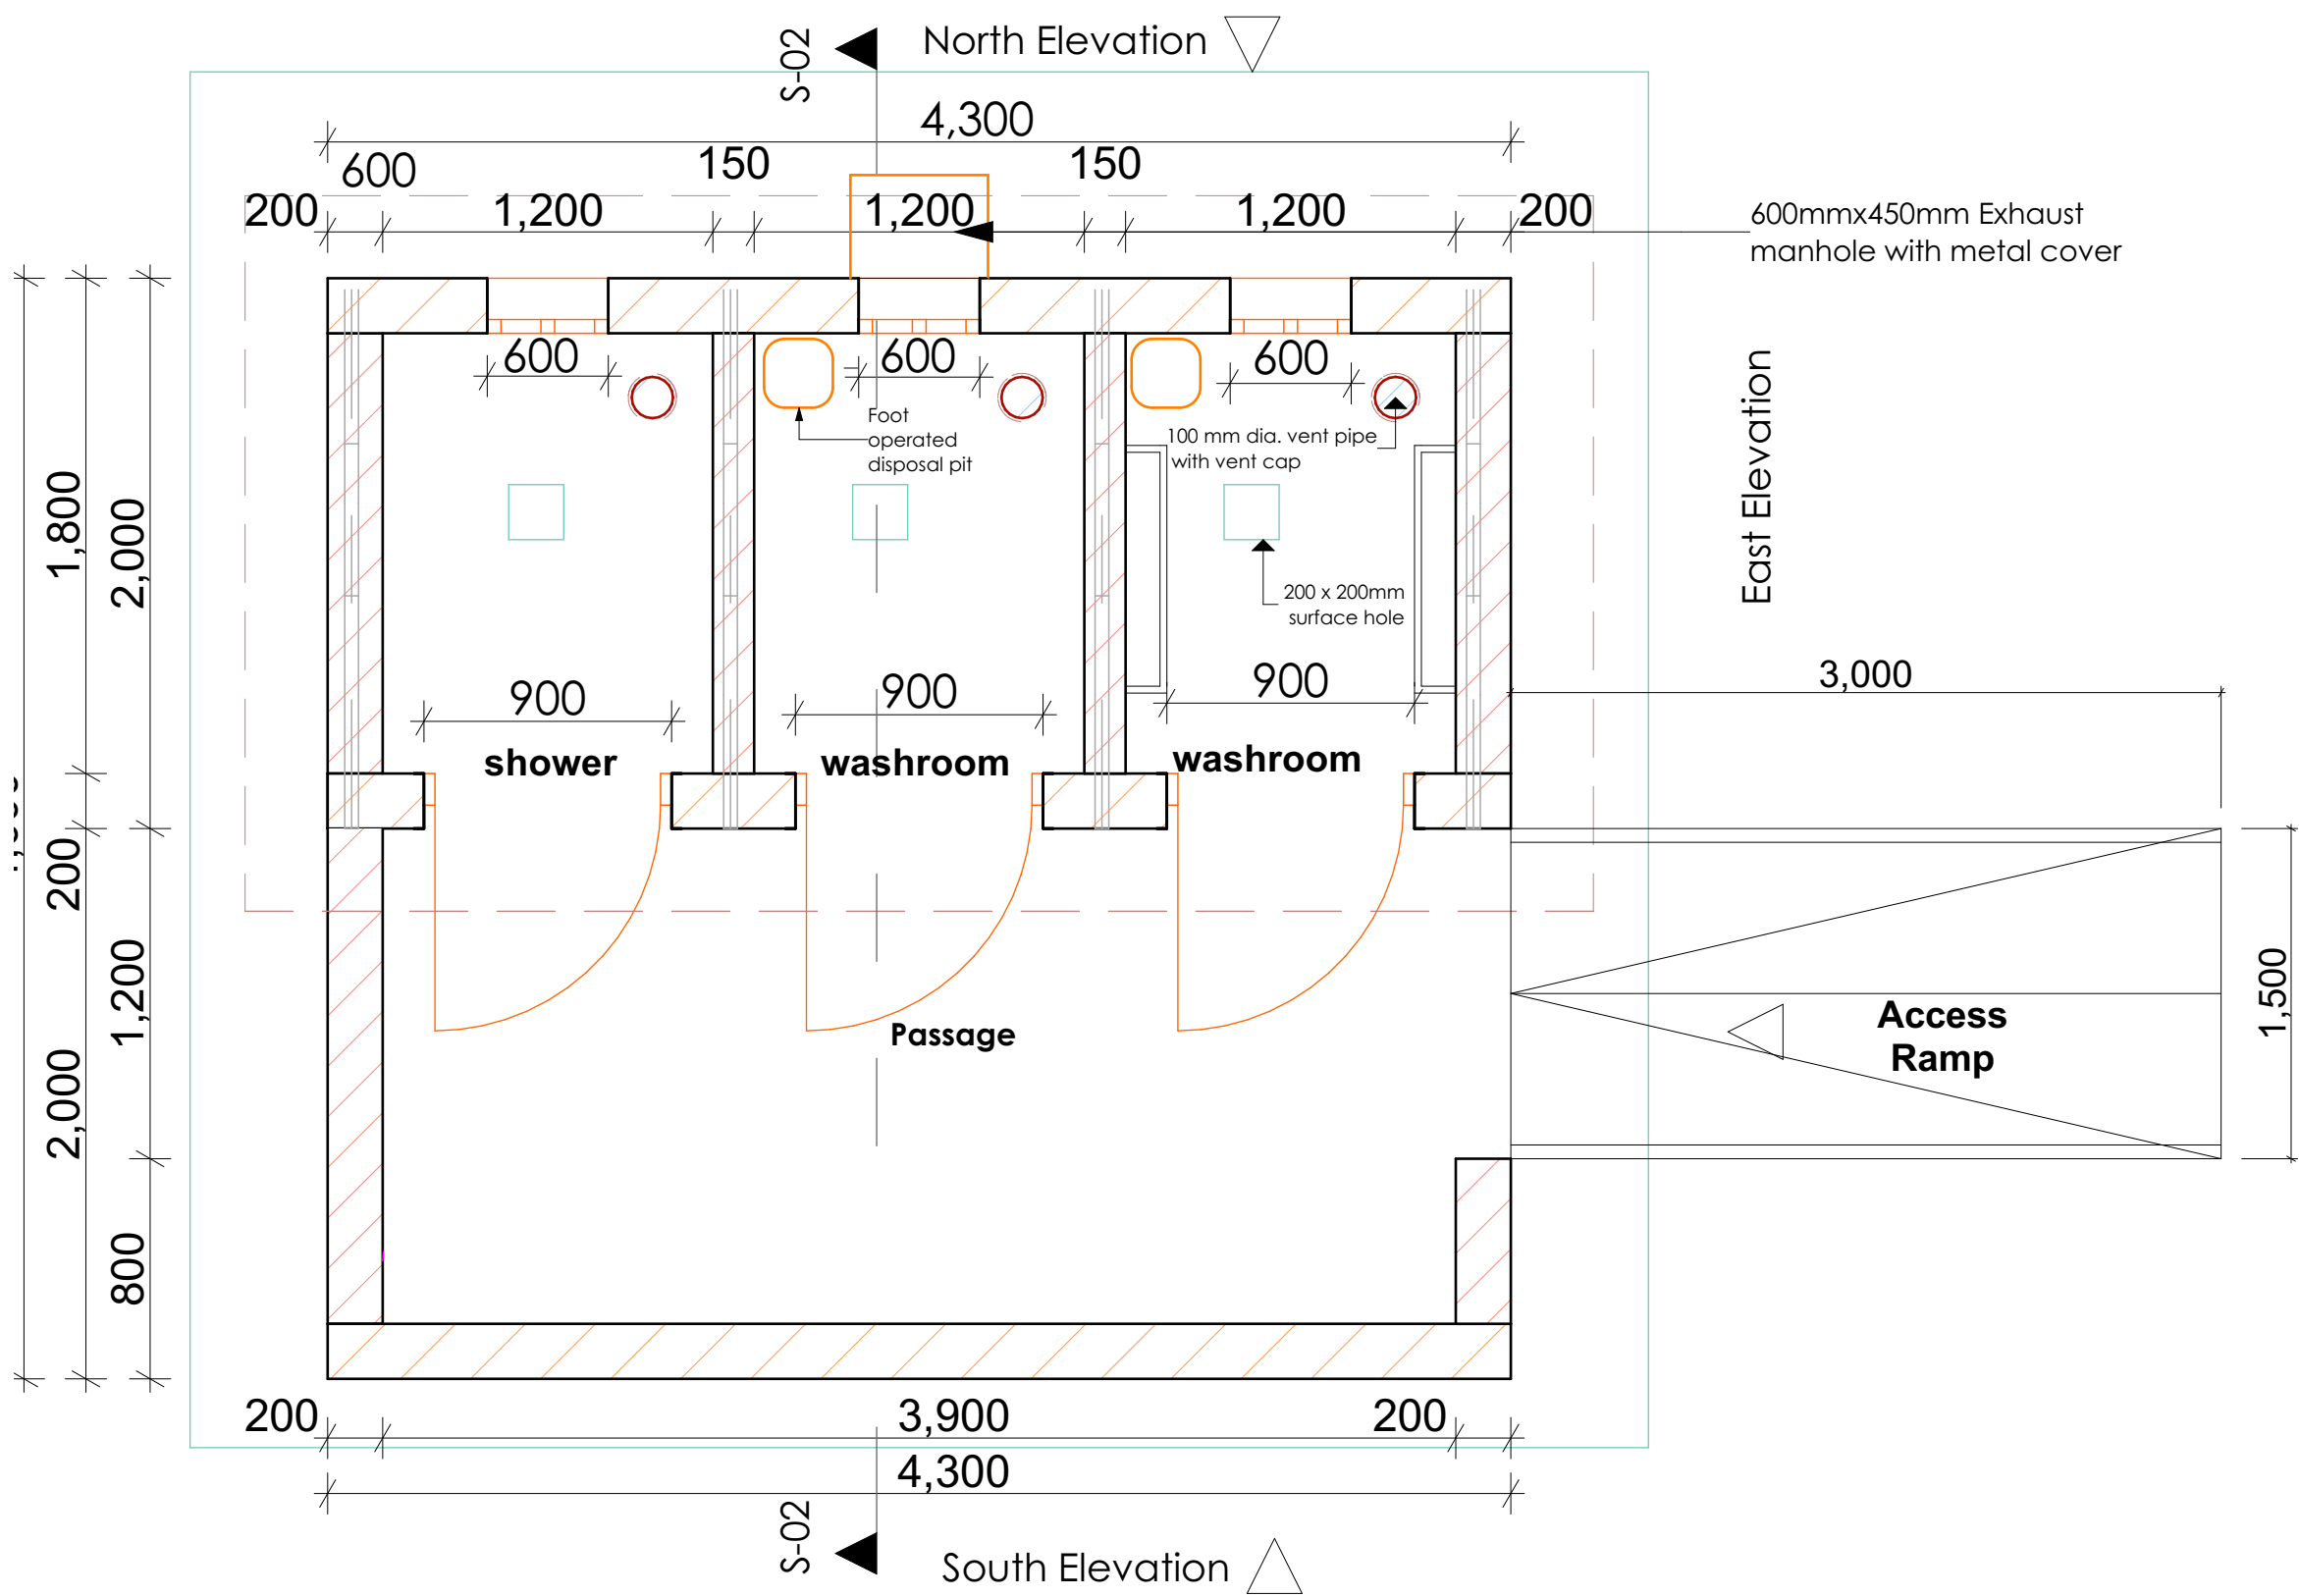 S-02
North Elevation
4,300
600
150
150
200
1,200
1,200
1,200
200
600mmx450mm Exhaust
manhole with metal cover
600
600
600
Foot
operated
disposal pit
100 mm dia. vent pipe
with vent cap
East Elevation
1,800
2,000
200 x 200mm
surface hole
900
900
900
3,000
shower
washroom
washroom
200
1,200
2,000
800
Passage
Access
Ramp
1,500
200
3,900
200
4,300
S-02
South Elevation